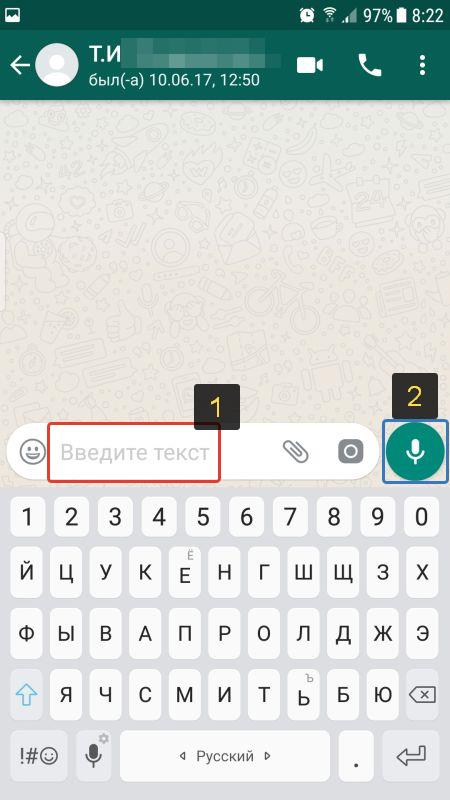 97% 8:22
Т.И
был(-а) 10.06.17, 12:50
1
2
Введите текст
1 2 3 4 5 6 7 8 9 0
Й Ц У К Е Ё Н Г Ш Щ З Х
Ф Ы В А П Р О Л Д Ж Э
Я Ч С М И Т Ь Ъ Б Ю
!#☺ Русский .